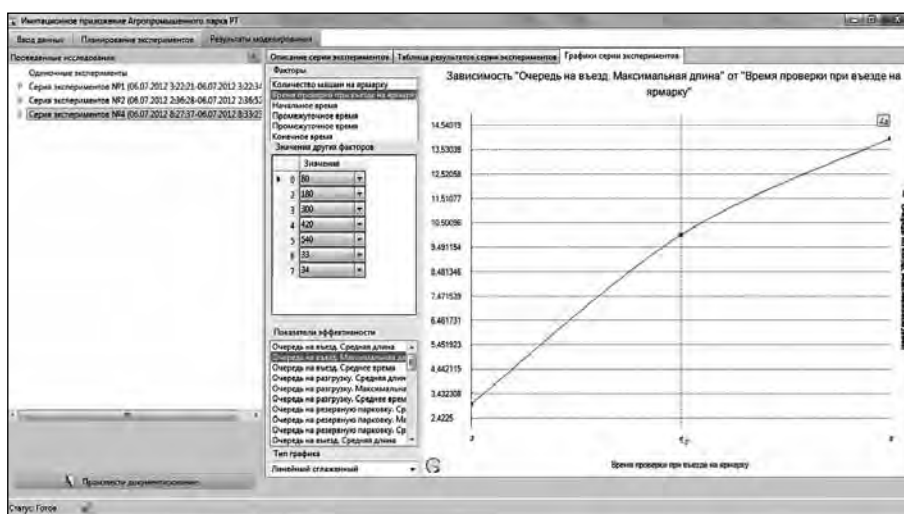 Имитационное приложение Агропромышленного парка РТ
Ввод данных Планирование экспериментов Результаты моделирования
Проведенные исследования
Одиночные эксперименты
Серия экспериментов №1 (06.07.2012 3:22:21-06.07.2012 3:22:34
Серия экспериментов №2 (06.07.2012 2:36:28-06.07.2012 2:36:52
Серия экспериментов №4 (06.07.2012 8:27:37-06.07.2012 8:33:23
Произвести документирование
Статус: Готов
Описание серии экспериментов Таблица результатов серии экспериментов Графики серии экспериментов
Факторы
Количество машин на ярмарку
Время проверки при въезде на ярмарку
Начальное время
Промежуточное время
Промежуточное время
Конечное время
Значения других факторов
Значения
0 80
2 180
3 300
4 420
5 540
6 33
7 34
Показатели эффективности
Очередь на въезд. Средняя длина
Очередь на въезд. Максимальная дл
Очередь на въезд. Среднее время
Очередь на разгрузку. Средняя длин
Очередь на разгрузку. Максимальна
Очередь на разгрузку. Среднее врем
Очередь на резервную парковку. Ср
Очередь на резервную парковку. Ма
Очередь на резервную парковку. Ср
Очередь на выезд. Средняя длина
Тип графика
Линейный сглаженный
Зависимость "Очередь на въезд. Максимальная длина" от "Время проверки при въезде на
ярмарку"
14,54019
13,53038
12,52058
11,51077
10,50096
9,491154
8,481346
7,471539
6,461731
5,451923
4,442115
3,432308
2,4225
Время проверки при въезде на ярмарку